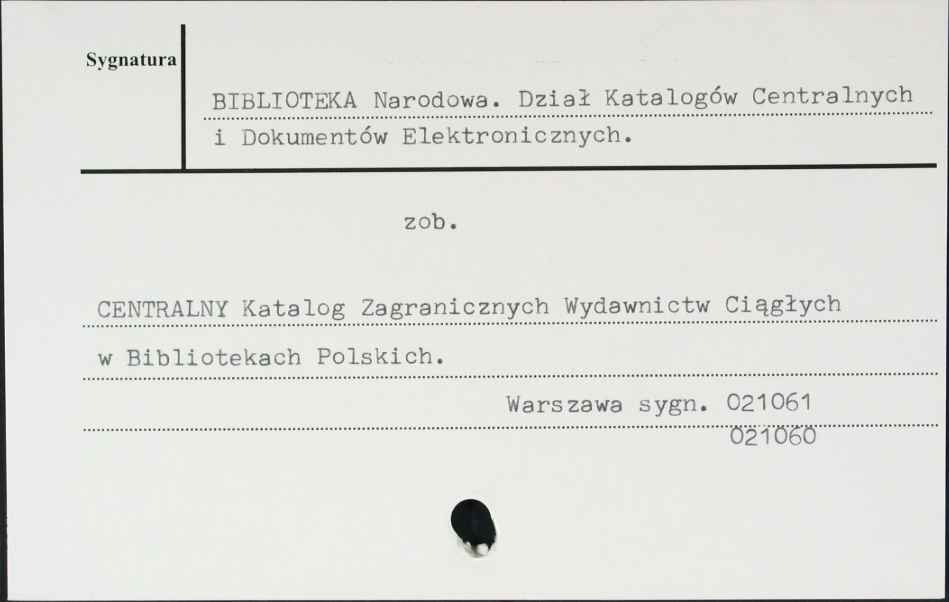 Sygnatura
BIBLIOTEKA Narodowa. Dział Katalogów Centralnych
i Dokumentów Elektronicznych.
zob.
CENTRALNY Katalog Zagranicznych Wydawnictw Ciągłych
w Bibliotekach Polskich.
Warszawa sygn. 021061
021060